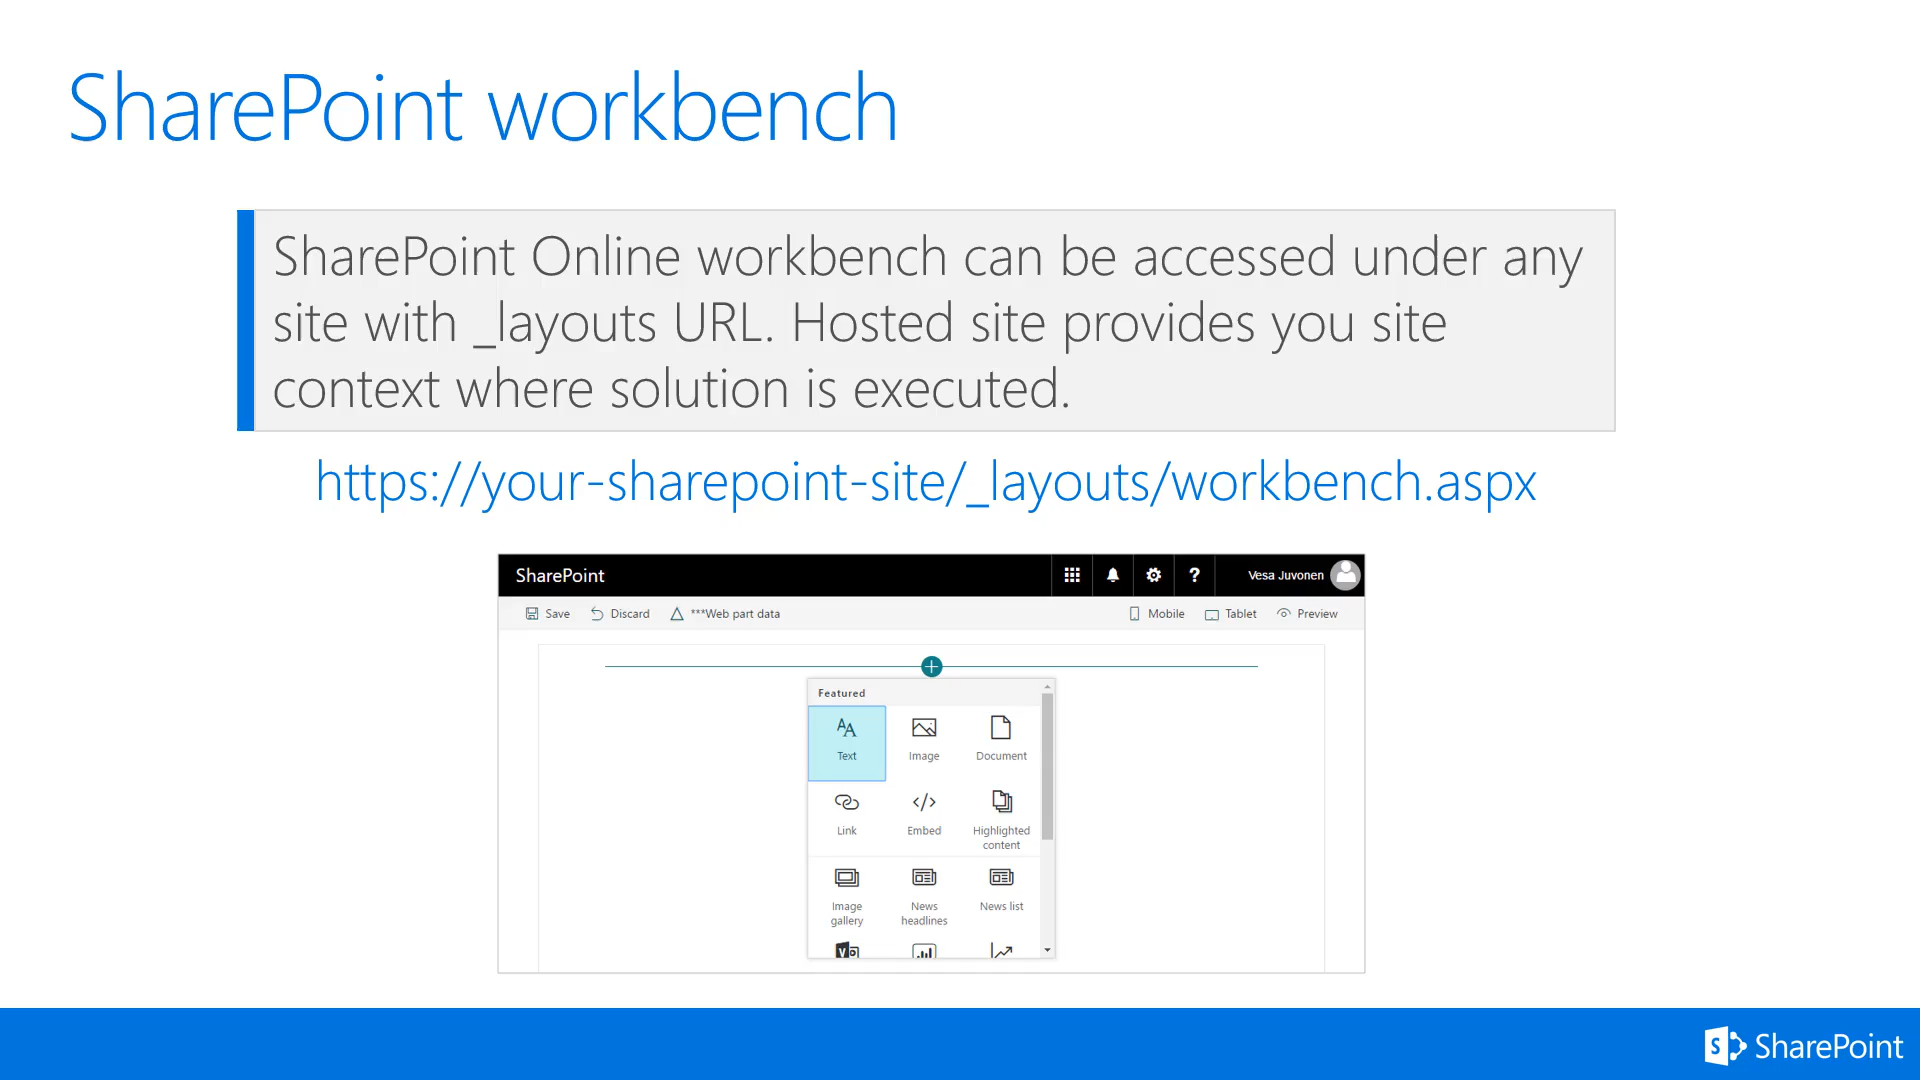 SharePoint workbench
SharePoint Online workbench can be accessed under any
site with _layouts URL. Hosted site provides you site
context where solution is executed.
https://your-sharepoint-site/_layouts/workbench.aspx
SharePoint
?
Vesa Juvonen
Save
Discard
***Web part data
Mobile
Tablet
Preview
Featured
Text
Image
Document
Link
Embed
Highlighted
content
Image
gallery
News
headlines
News list
SharePoint